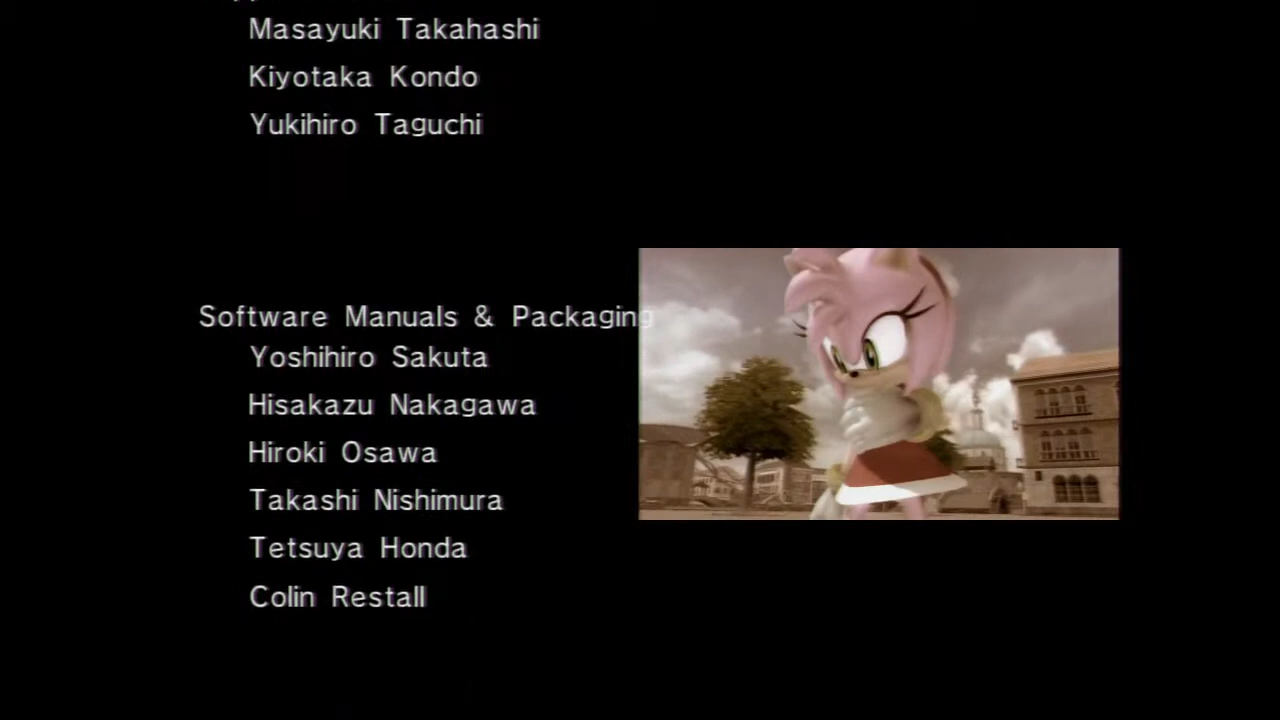 Masayuki Takahashi
Kiyotaka Kondo
Yukihiro Taguchi
Software Manuals & Packaging
Yoshihiro Sakuta
Hisakazu Nakagawa
Hiroki Osawa
Takashi Nishimura
Tetsuya Honda
Colin Restall